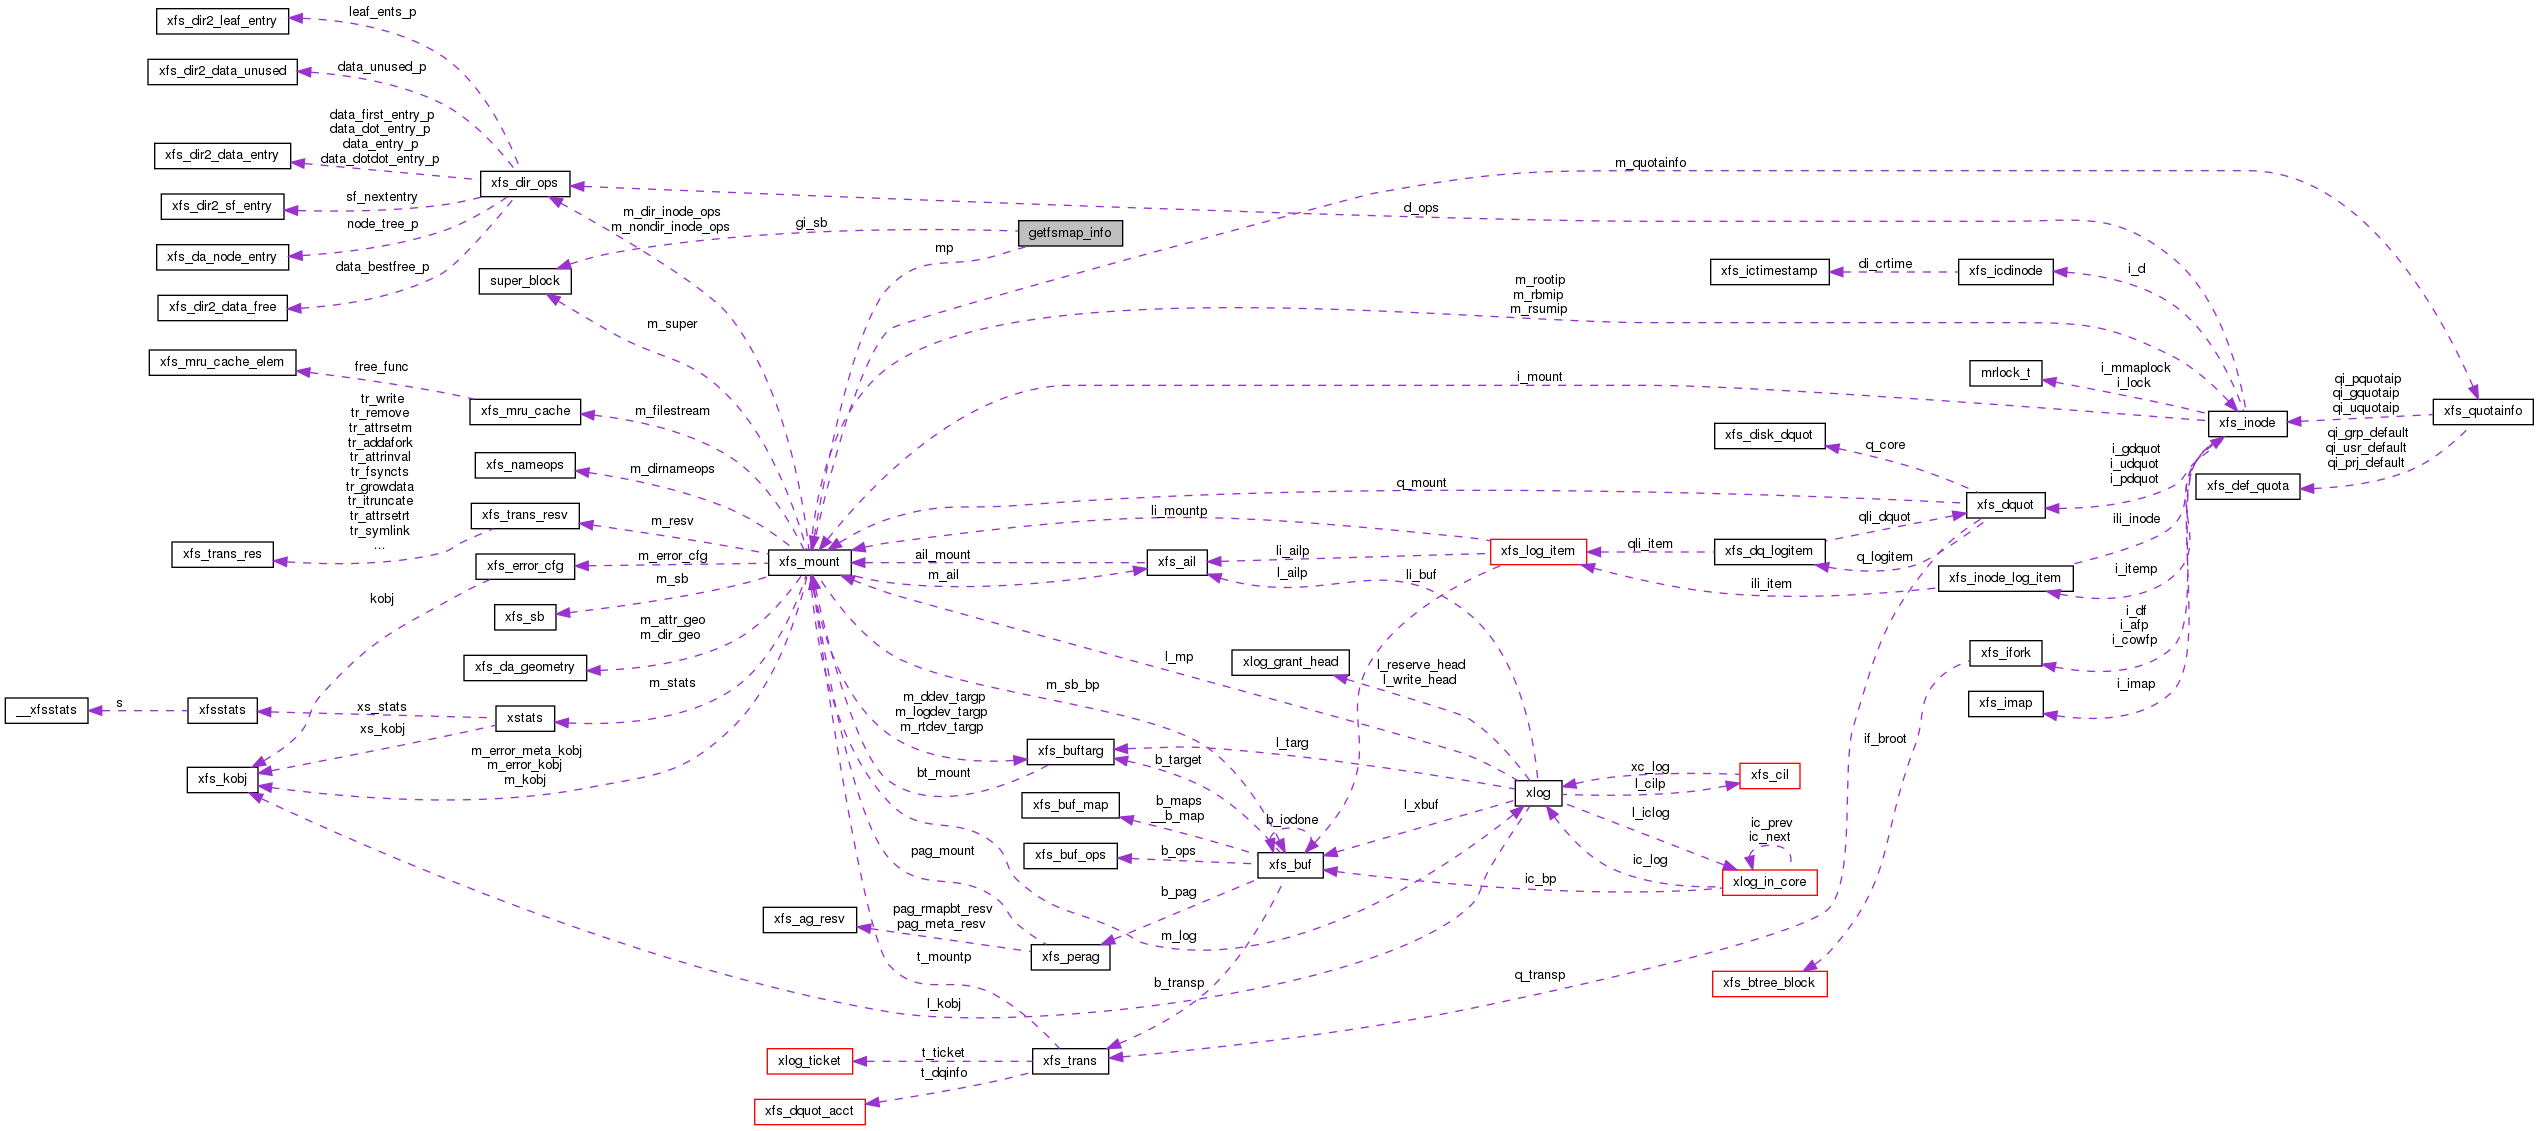 xfs_dir2_leaf_entry
leaf_ents_p
xfs_dir2_data_unused
data_unused_p
xfs_dir2_data_entry
data_first_entry_p
data_dot_entry_p
data_entry_p
data_dotdot_entry_p
xfs_dir_ops
xfs_dir2_sf_entry
sf_nextentry
xfs_da_node_entry
node_tree_p
xfs_dir2_data_free
data_bestfree_p
m_dir_inode_ops
m_nondir_inode_ops
gi_sb
getfsmap_info
mp
super_block
m_super
m_quotainfo
d_ops
m_rootip
m_rbmip
m_rsumip
xfs_ictimestamp
di_crtime
xfs_icdinode
i_d
xfs_mru_cache_elem
free_func
xfs_mru_cache
m_filestream
i_mount
mrlock_t
i_mmaplock
i_lock
xfs_inode
qi_pquotaip
qi_gquotaip
qi_uquotaip
xfs_quotainfo
qi_grp_default
qi_usr_default
qi_prj_default
xfs_def_quota
tr_write
tr_remove
tr_attrsetm
tr_addafork
tr_attrinval
tr_fsyncts
tr_growdata
tr_itruncate
tr_attrsetrt
tr_symlink
...
xfs_nameops
m_dirnameops
xfs_trans_resv
m_resv
xfs_trans_res
xfs_error_cfg
m_error_cfg
xfs_mount
xfs_disk_dquot
q_core
i_gdquot
i_udquot
i_pdquot
q_mount
xfs_dquot
li_mountp
qli_dquot
ili_inode
ail_mount
m_ail
xfs_ail
li_ailp
l_ailp
xfs_log_item
qli_item
xfs_dq_logitem
q_logitem
li_buf
ili_item
xfs_inode_log_item
i_itemp
kobj
m_sb
xfs_sb
m_attr_geo
m_dir_geo
xfs_da_geometry
l_mp
xlog_grant_head
l_reserve_head
l_write_head
xfs_ifork
i_df
i_afp
i_cowfp
xfs_imap
i_imap
__xfsstats
s
xfsstats
xs_stats
xstats
m_stats
xs_kobj
m_sb_bp
m_ddev_targp
m_logdev_targp
m_rtdev_targp
xfs_buftarg
l_targ
b_target
bt_mount
if_broot
xfs_kobj
m_error_meta_kobj
m_error_kobj
m_kobj
xfs_buf_map
b_maps
__b_map
b_iodone
l_xbuf
xlog
xc_log
l_cilp
xfs_cil
l_iclog
ic_prev
ic_next
ic_log
xlog_in_core
ic_bp
xfs_buf_ops
b_ops
xfs_buf
pag_mount
b_pag
xfs_ag_resv
pag_rmapbt_resv
pag_meta_resv
xfs_perag
m_log
t_mountp
b_transp
l_kobj
q_transp
xfs_btree_block
xlog_ticket
t_ticket
xfs_trans
t_dqinfo
xfs_dquot_acct